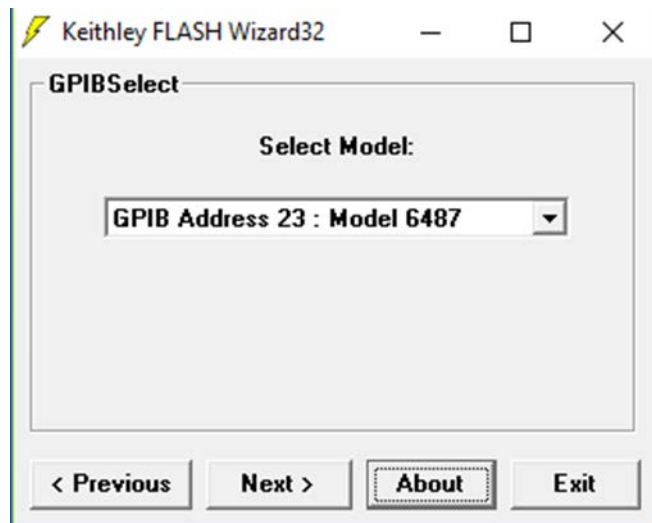 Keithley FLASH Wizard32
GPIBSelect
Select Model:
GPIB Address 23 : Model 6487
< Previous Next > About Exit